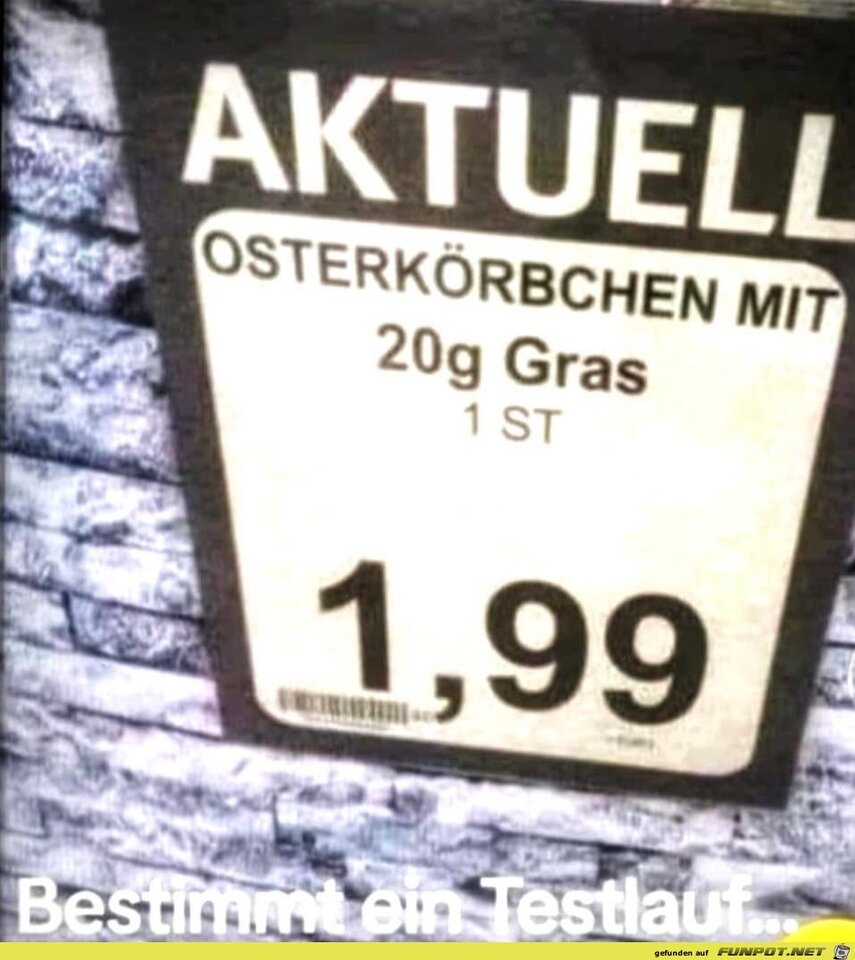 AKTUELL
OSTERKÖRBCHEN MIT
20g Gras
1 ST
1,99
Bestimmt ein Testlauf...
gefunden auf FUNPOT.NET